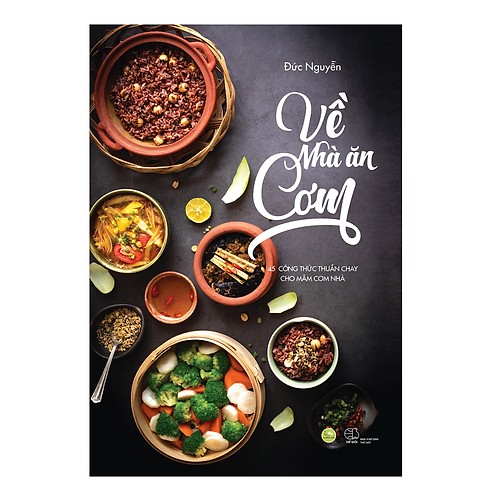 Đức Nguyễn
Về
Nhà ăn
Cơm
45 CÔNG THỨC THUẦN CHAY
CHO MÂM CƠM NHÀ